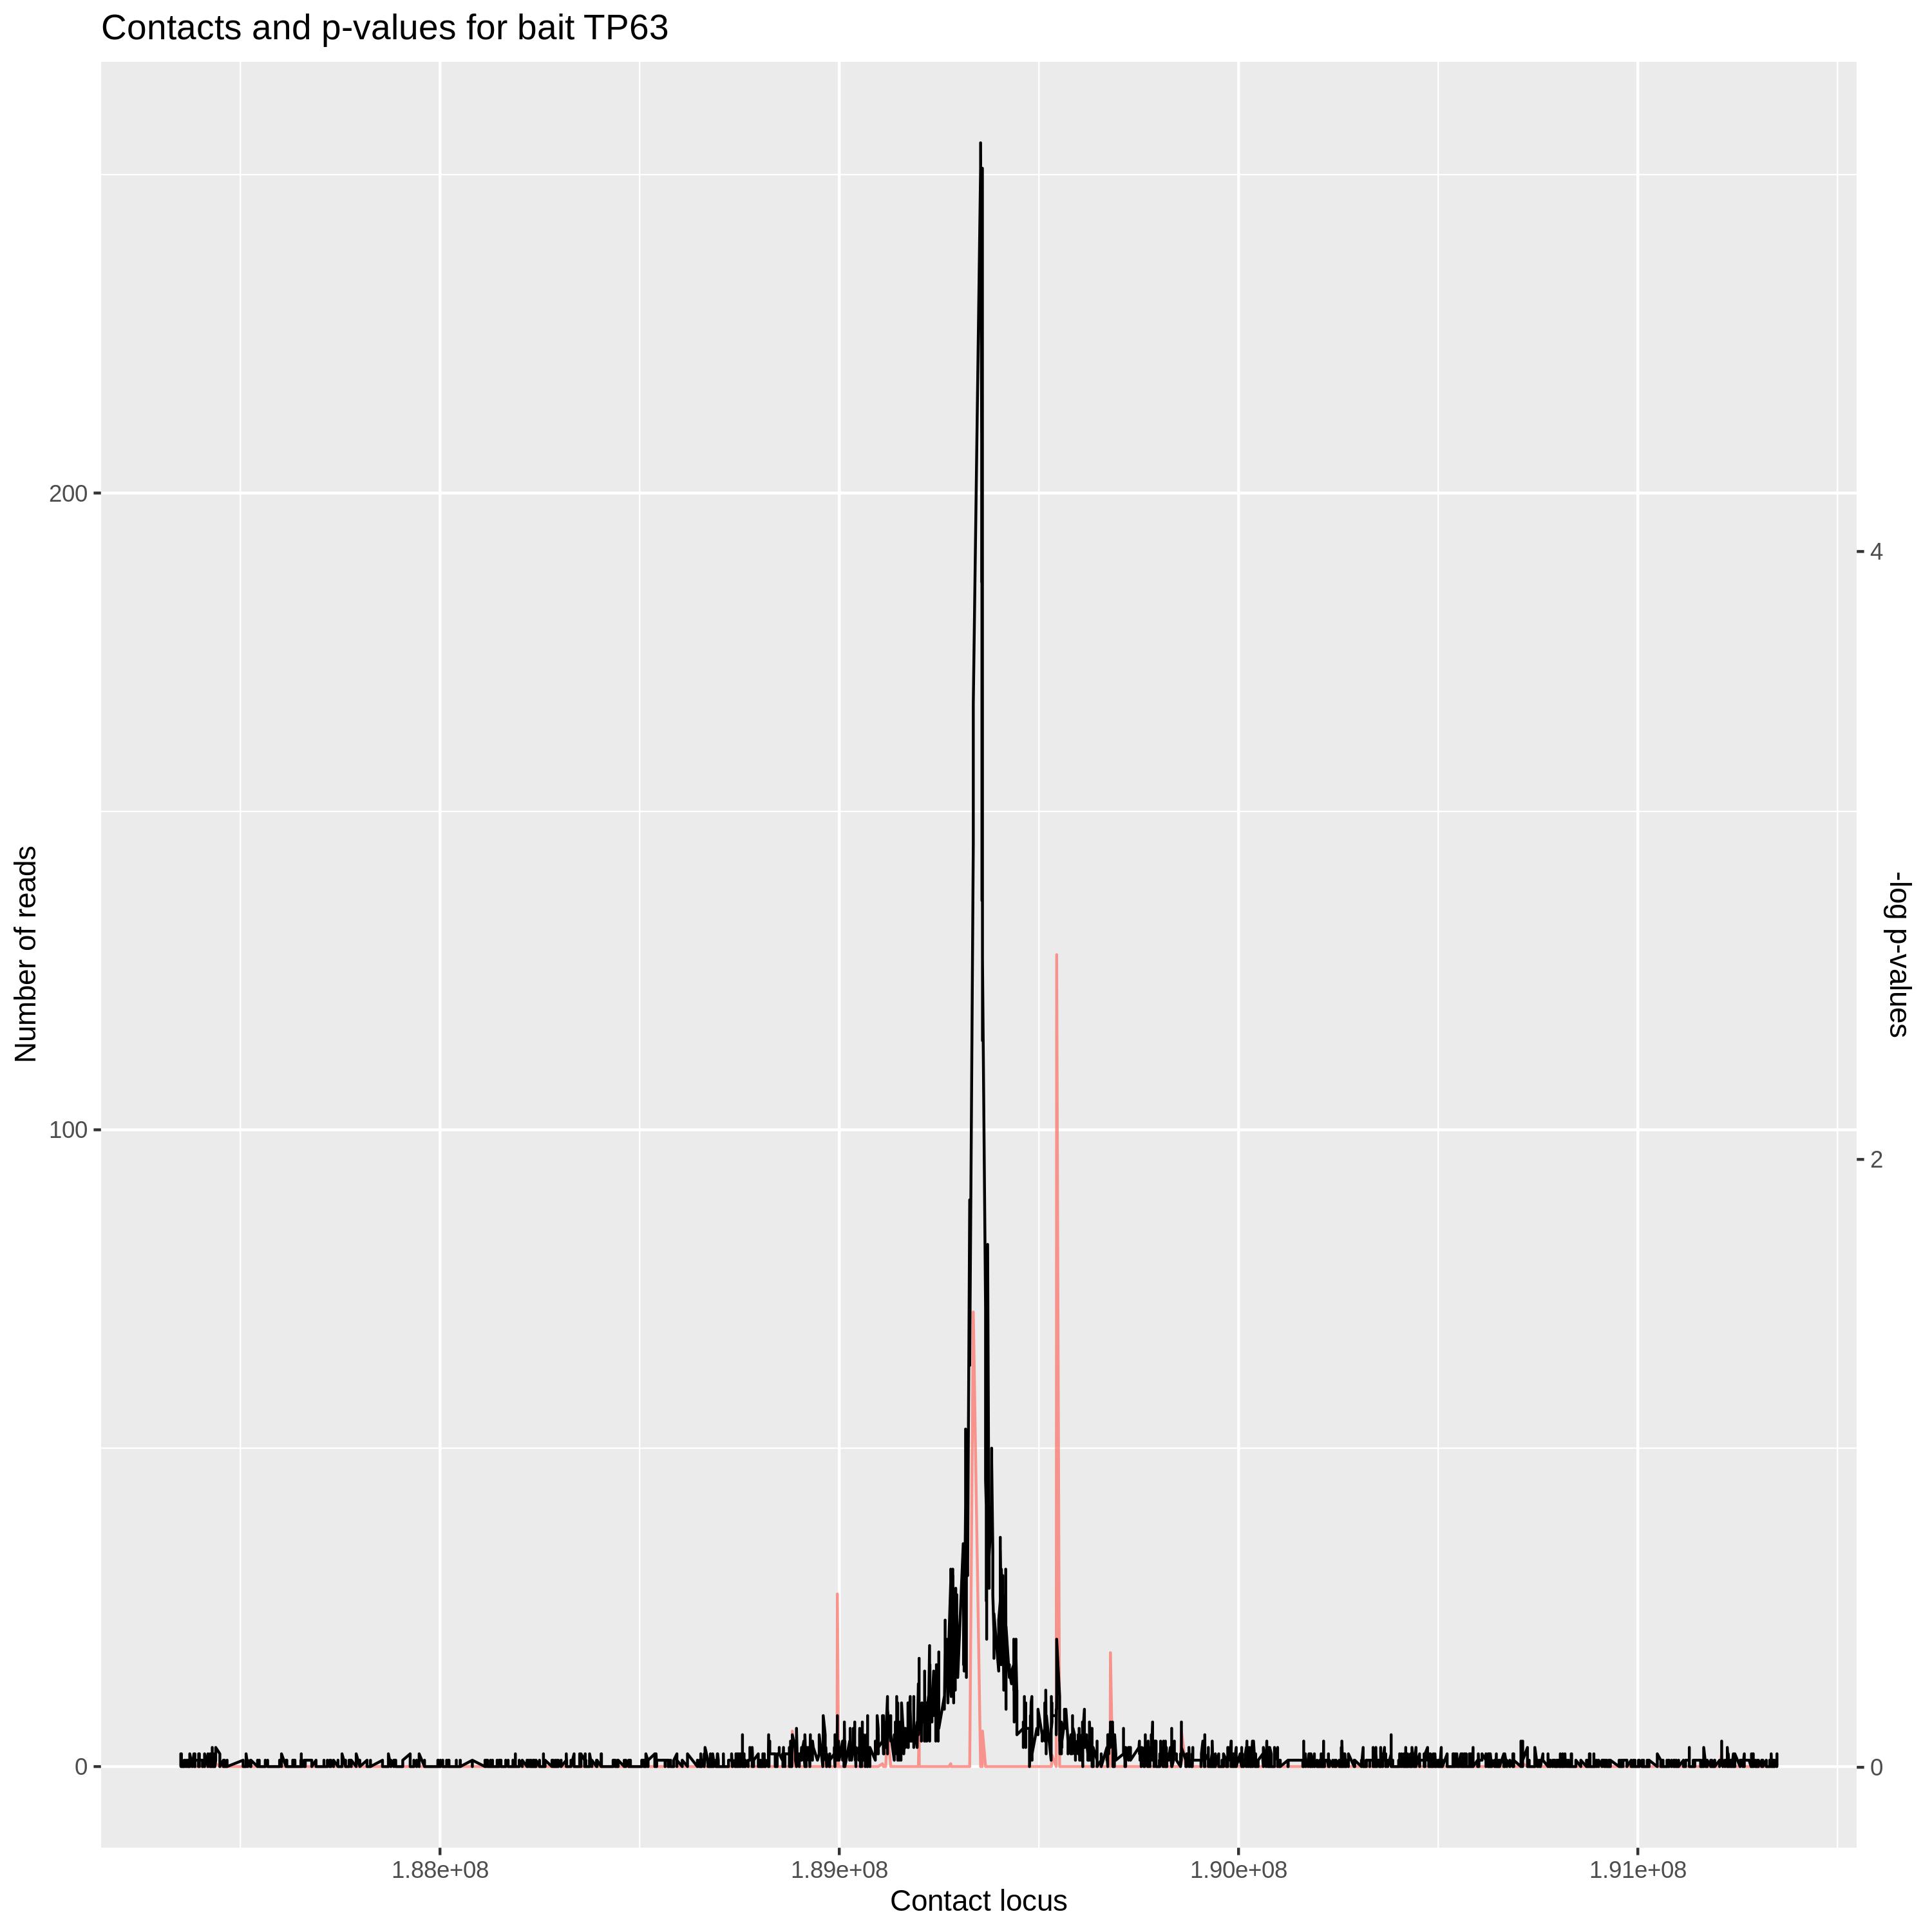 Contacts and p-values for bait TP63
Number of reads
200
100
0
4
2
0
-log p-values
1.88e+08 1.89e+08 1.90e+08 1.91e+08
Contact locus